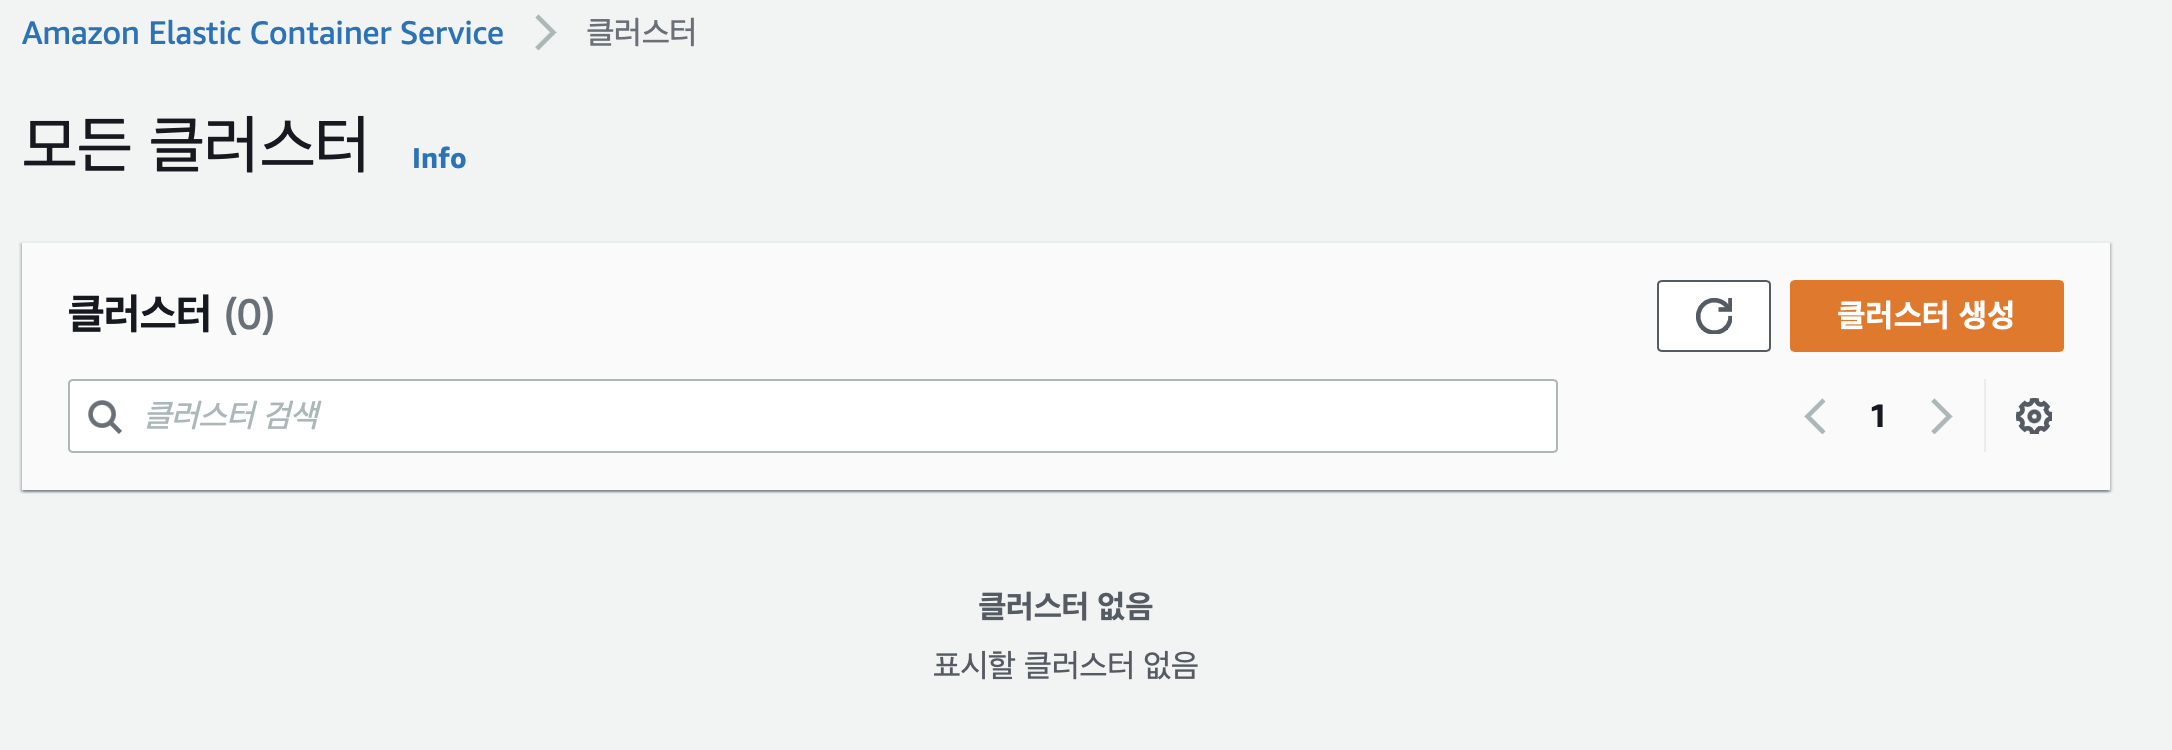 Amazon Elastic Container Service > 클러스터
모든 클러스터 Info
클러스터 (0)
클러스터 생성
클러스터 검색
1
클러스터 없음
표시할 클러스터 없음